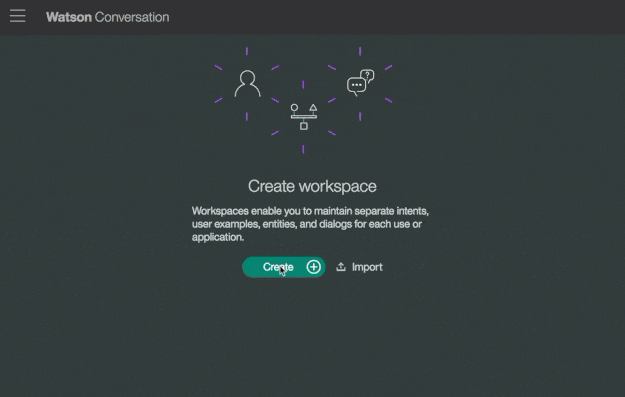 Watson Conversation
?
Create workspace
Workspaces enable you to maintain separate intents,
user examples, entities, and dialogs for each use or
application.
Create
Import